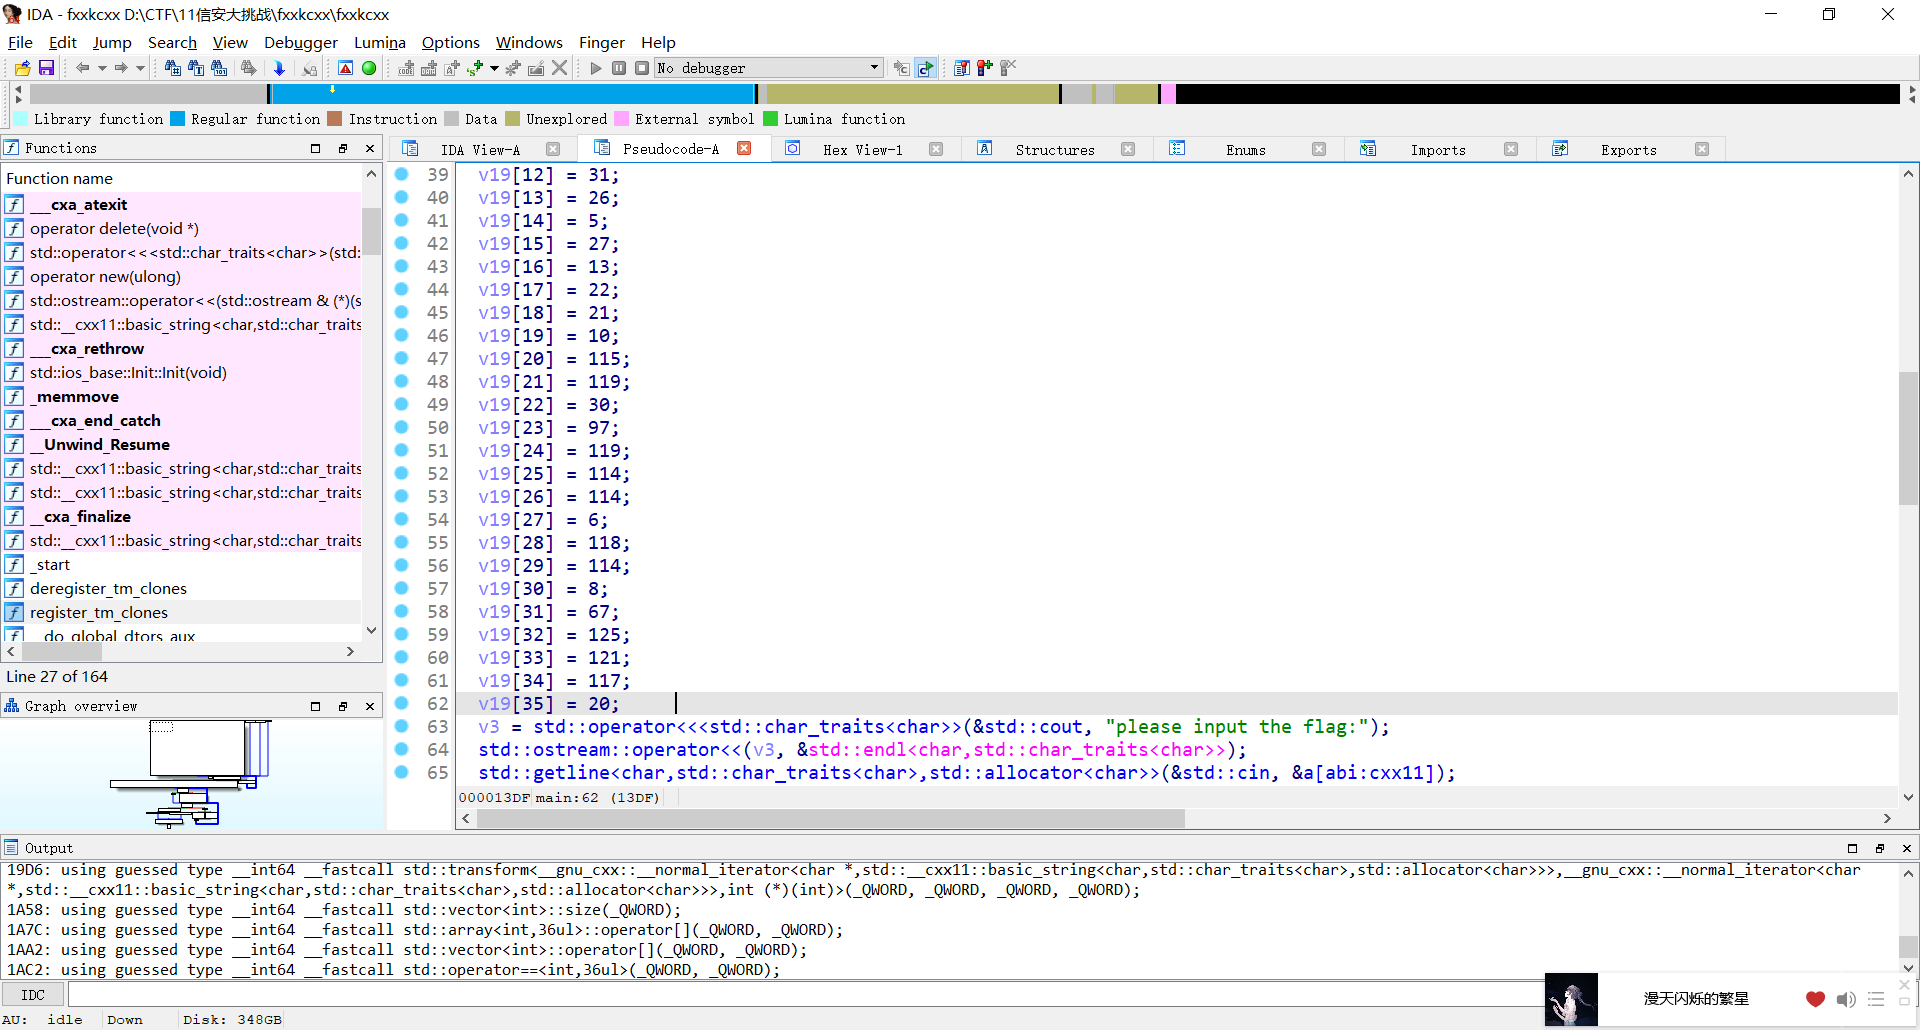 IDA - fxxkcxx D:\CTF\11信安大挑战\fxxkcxx\fxxkcxx
File Edit Jump Search View Debugger Lumina Options Windows Finger Help
No debugger
Library function Regular function Instruction Data Unexplored External symbol Lumina function
Functions
IDA View-A Pseudocode-A Hex View-1 Structures Enums Imports Exports
Function name
f ___cxa_atexit
f operator delete(void *)
f std::operator<<<std::char_traits<char>>(std:
f operator new(ulong)
f std::ostream::operator<<(std::ostream & (*)(s
f std::__cxx11::basic_string<char,std::char_traits
f ___cxa_rethrow
f std::ios_base::Init::Init(void)
f _memmove
f ___cxa_end_catch
f __Unwind_Resume
f std::__cxx11::basic_string<char,std::char_traits
f std::__cxx11::basic_string<char,std::char_traits
f __cxa_finalize
f std::__cxx11::basic_string<char,std::char_traits
f _start
f deregister_tm_clones
f register_tm_clones
f __do_global_dtors_aux
Line 27 of 164
Graph overview
39 v19[12] = 31;
40 v19[13] = 26;
41 v19[14] = 5;
42 v19[15] = 27;
43 v19[16] = 13;
44 v19[17] = 22;
45 v19[18] = 21;
46 v19[19] = 10;
47 v19[20] = 115;
48 v19[21] = 119;
49 v19[22] = 30;
50 v19[23] = 97;
51 v19[24] = 119;
52 v19[25] = 114;
53 v19[26] = 114;
54 v19[27] = 6;
55 v19[28] = 118;
56 v19[29] = 114;
57 v19[30] = 8;
58 v19[31] = 67;
59 v19[32] = 125;
60 v19[33] = 121;
61 v19[34] = 117;
62 v19[35] = 20;
63 v3 = std::operator<<<std::char_traits<char>>(&std::cout, "please input the flag:");
64 std::ostream::operator<<(v3, &std::endl<char,std::char_traits<char>>);
65 std::getline<char,std::char_traits<char>,std::allocator<char>>(&std::cin, &a[abi:cxx11]);
000013DF main:62 (13DF)
Output
19D6: using guessed type __int64 __fastcall std::transform<__gnu_cxx::__normal_iterator<char *,std::__cxx11::basic_string<char,std::char_traits<char>,std::allocator<char>>>,__gnu_cxx::__normal_iterator<char
*,std::__cxx11::basic_string<char,std::char_traits<char>,std::allocator<char>>>,int (*)(int)>(_QWORD, _QWORD, _QWORD, _QWORD);
1A58: using guessed type __int64 __fastcall std::vector<int>::size(_QWORD);
1A7C: using guessed type __int64 __fastcall std::array<int,36ul>::operator[](_QWORD, _QWORD);
1AA2: using guessed type __int64 __fastcall std::vector<int>::operator[](_QWORD, _QWORD);
1AC2: using guessed type __int64 __fastcall std::operator==<int,36ul>(_QWORD, _QWORD);
IDC
漫天闪烁的繁星
AU: idle Down Disk: 348GB